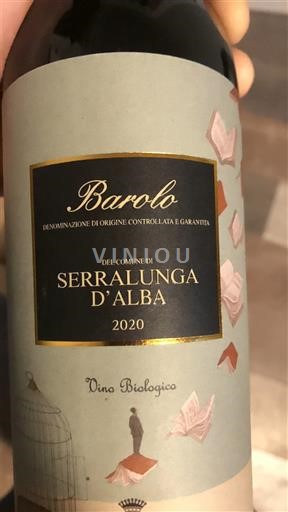 Barolo
DENOMINAZIONE DI ORIGINE CONTROLLATA E GARANTITA
VINIOU
DEL COMUNE DI
SERRALUNGA
D'ALBA
2020
Vino Biologico